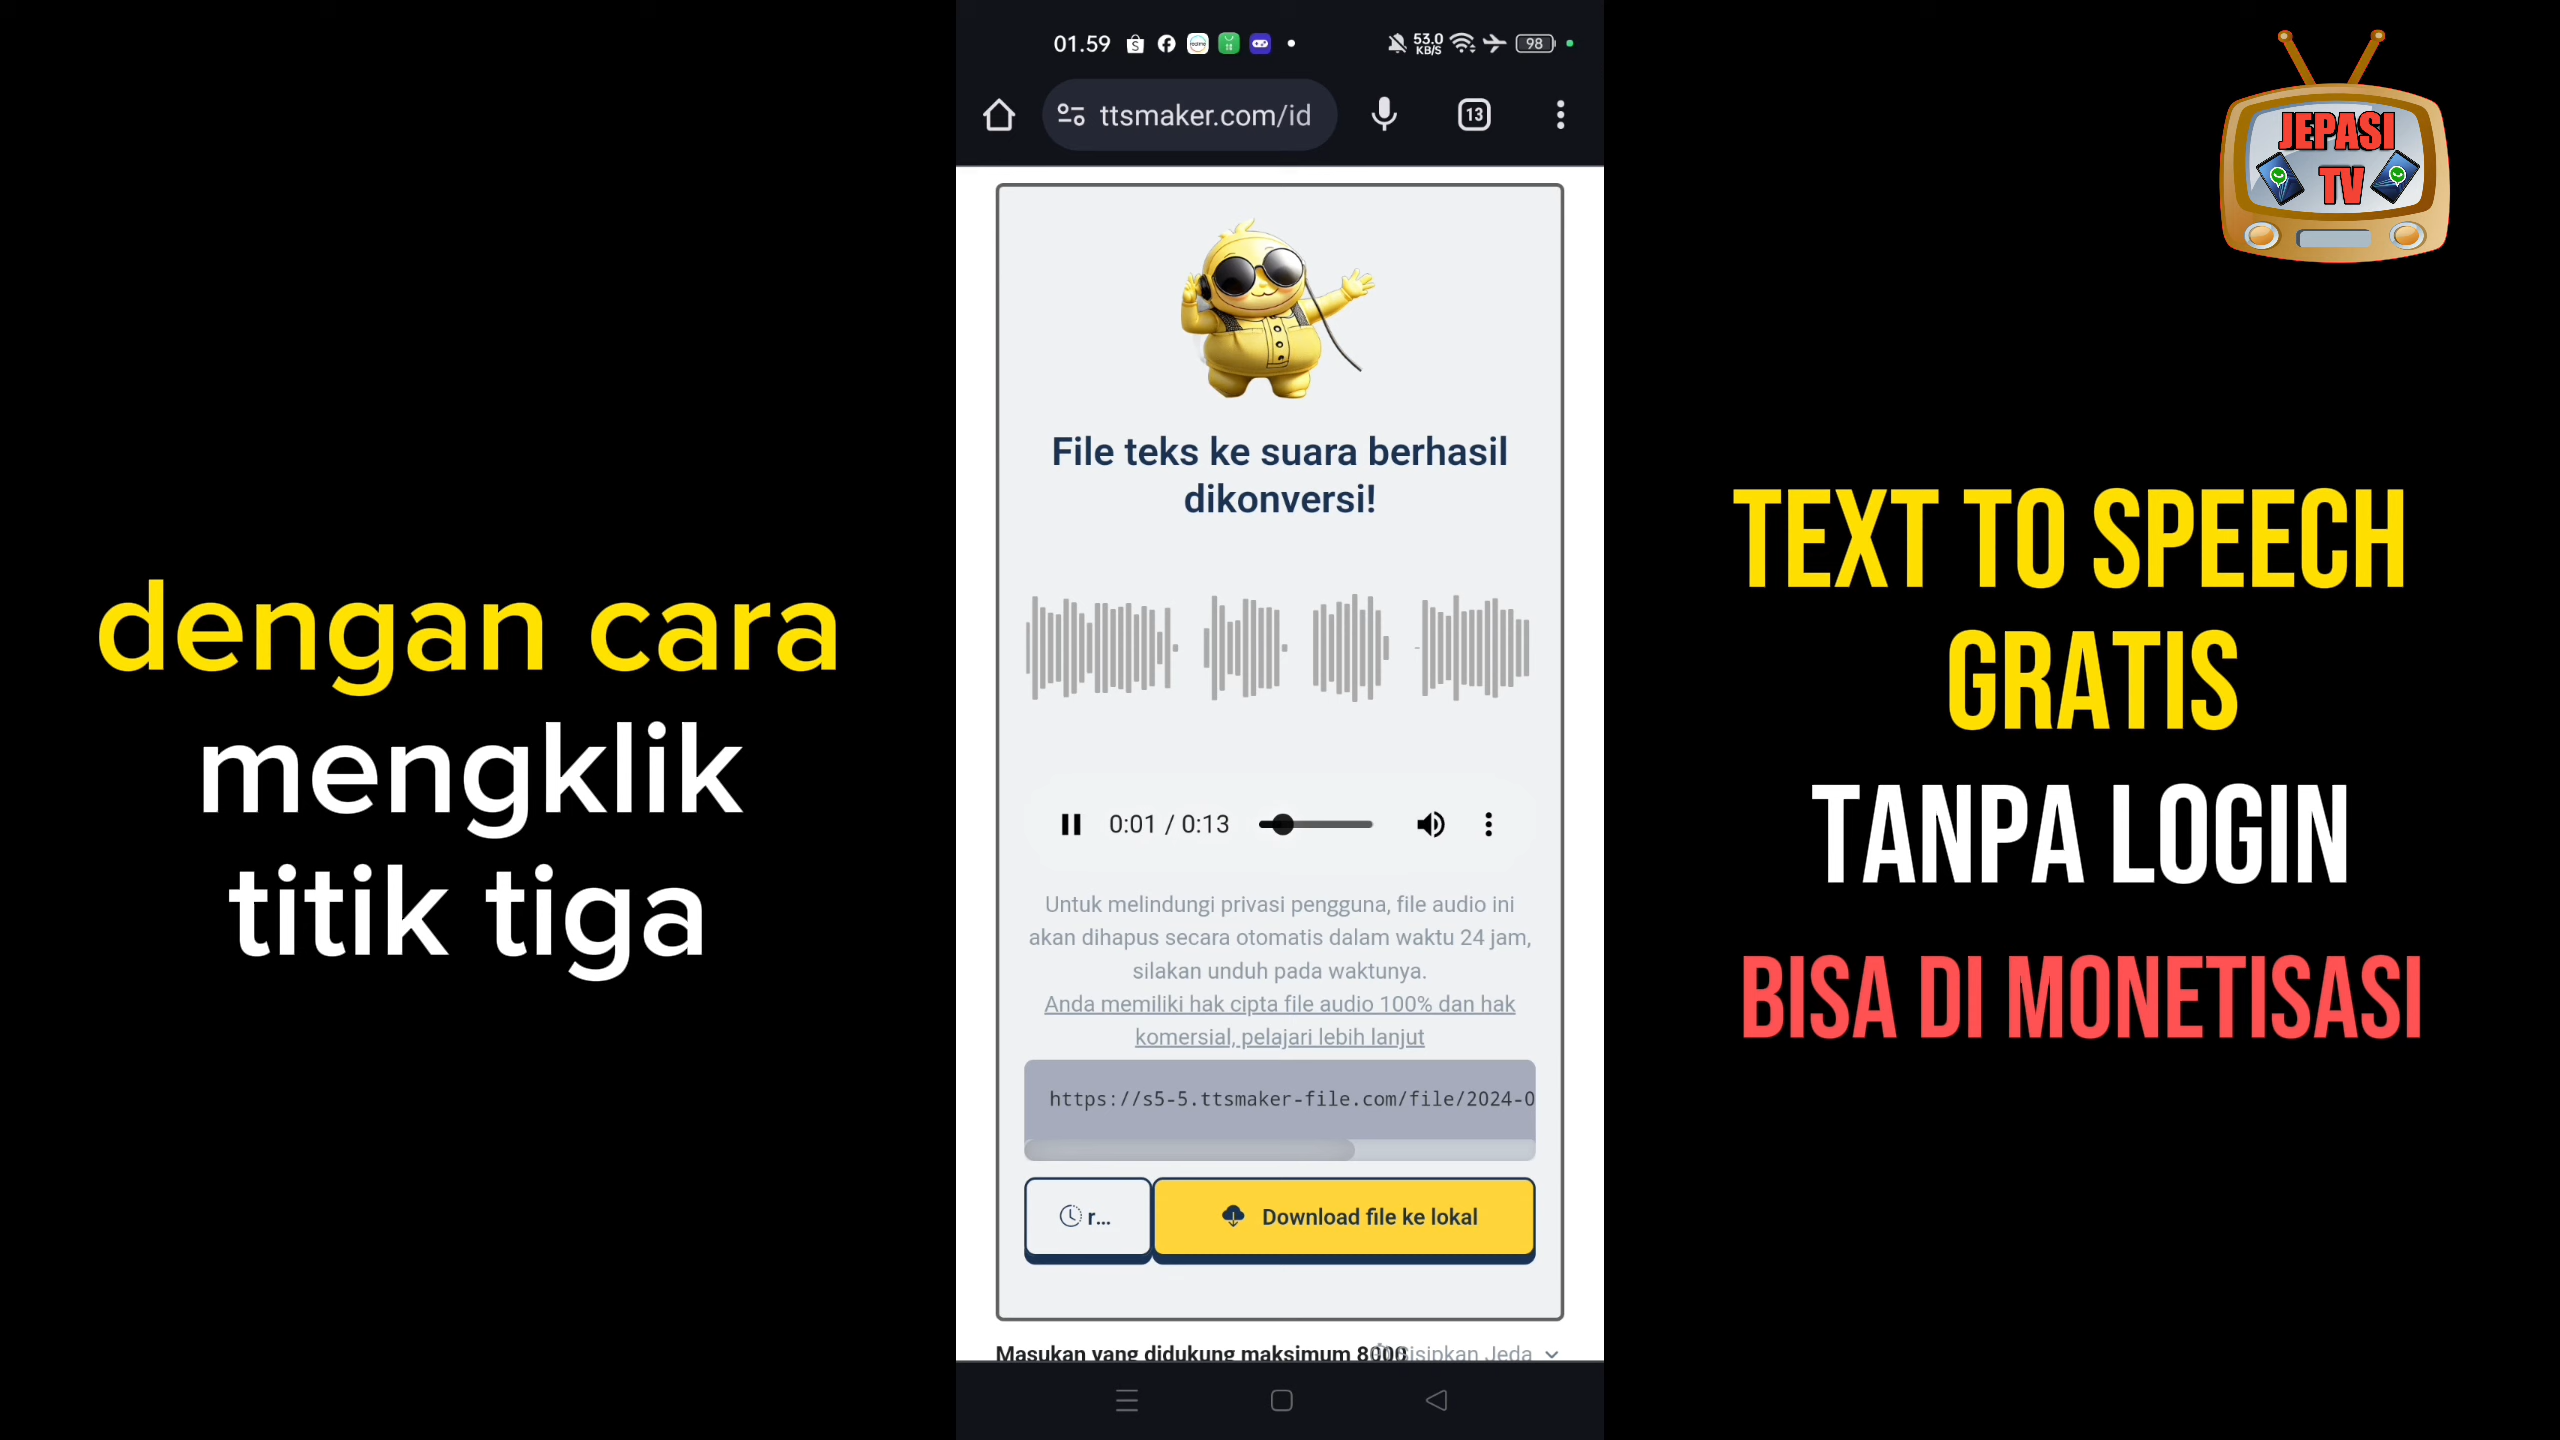 01.59
53.0
KB/S
98
ttsmaker.com/id
13
JEPASI
TV
File teks ke suara berhasil
dikonversi!
0:01 / 0:13
Untuk melindungi privasi pengguna, file audio ini
akan dihapus secara otomatis dalam waktu 24 jam,
silakan unduh pada waktunya.
Anda memiliki hak cipta file audio 100% dan hak
komersial, pelajari lebih lanjut
https://s5-5.ttsmaker-file.com/file/2024-0
r...
Download file ke lokal
Masukan yang didukung maksimum
Jeda
dengan cara
mengklik
titik tiga
TEXT TO SPEECH
GRATIS
TANPA LOGIN
BISA DI MONETISASI